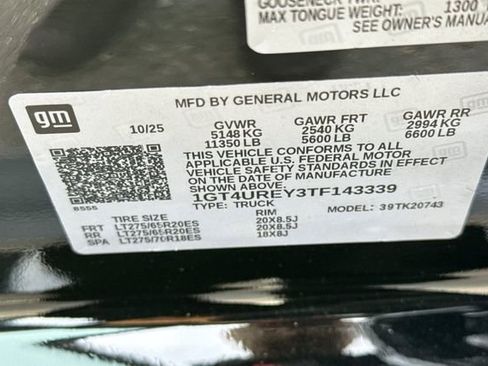 GOOSENECK TWR:
MAX TONGUE WEIGHT: 1300
SEE OWNER'S MANUA
gm
MFD BY GENERAL MOTORS LLC
10/25 GVWR GAWR FRT GAWR RR
5148 KG 2540 KG 2994 KG
11350 LB 5600 LB 6600 LB
THIS VEHICLE CONFORMS TO ALL
APPLICABLE U.S. FEDERAL MOTOR
VEHICLE SAFETY STANDARDS IN EFFECT
ON THE DATE OF MANUFACTURE SHOWN ABOVE
1GT4UREY3TF143339
8555 TYPE: TRUCK MODEL: 39TK20743
TIRE SIZE RIM
FRT LT275/65R20ES 20X8.5J
RR LT275/65R20ES 20X8.5J
SPA LT275/70R18ES 18X8J